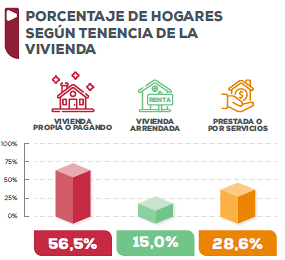 PORCENTAJE DE HOGARES
SEGÚN TENENCIA DE LA
VIVIENDA
RENTA
VIVIENDA
PROPIA O PAGANDO
VIVIENDA
ARRENDADA
PRESTADA O
POR SERVICIOS
100%
75%
50%
25%
0%
56,5%
15,0%
28,6%